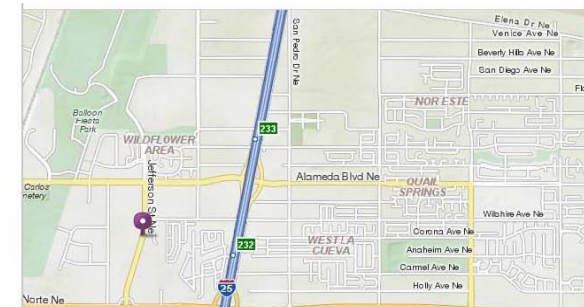 Elena Dr Ne
Venice Ave Ne
Beverly Hills Ave Ne
San Diego Ave Ne
San Pedro Dr Ne
NOR ESTE
Balloon
Fiesta
Park
233
WILDFLOWER
AREA
Jefferson St Ne
Alameda Blvd Ne
QUAIL
SPRINGS
Carlos
metery
Wilshire Ave Ne
Corona Ave Ne
WEST LA
CUEVA
232
Anaheim Ave Ne
Carmel Ave Ne
25
Holly Ave Ne
Norte Ne